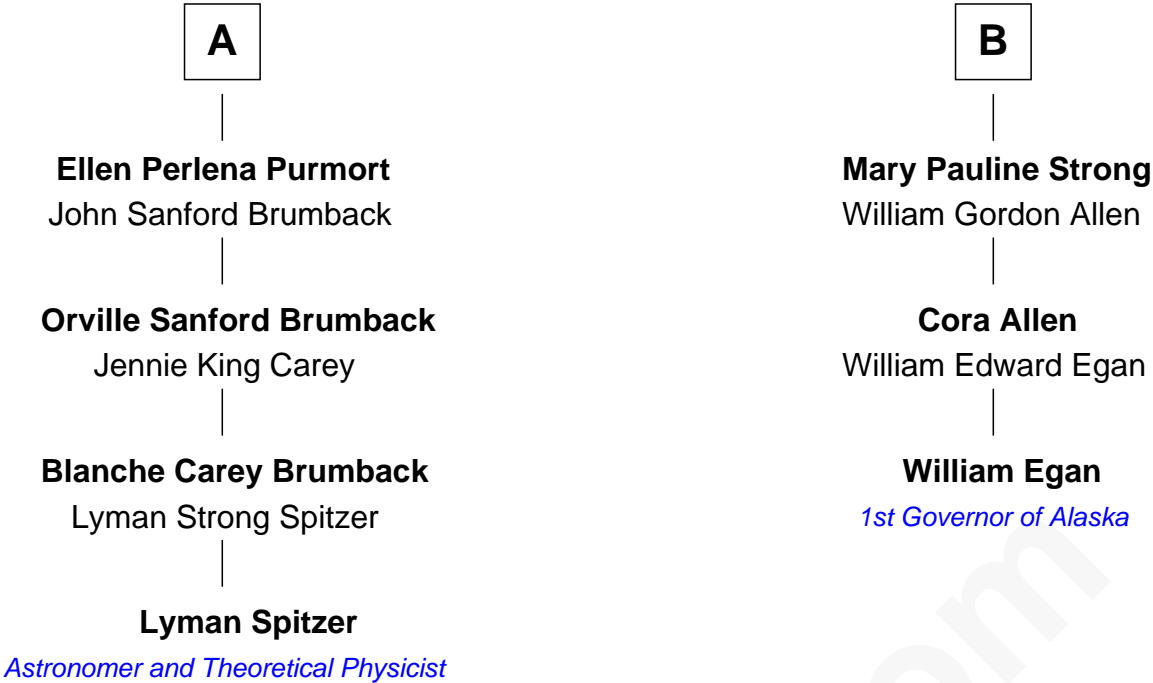 A
Ellen Perlena Purmort
John Sanford Brumback
Orville Sanford Brumback
Jennie King Carey
Blanche Carey Brumback
Lyman Strong Spitzer
Lyman Spitzer
Astronomer and Theoretical Physicist
B
Mary Pauline Strong
William Gordon Allen
Cora Allen
William Edward Egan
William Egan
1st Governor of Alaska
om